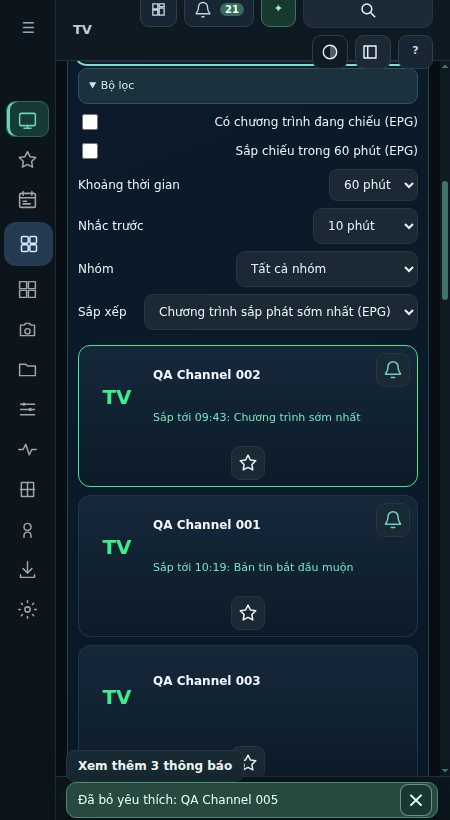 21
?
TV
▼ Bộ lọc
Có chương trình đang chiếu (EPG)
Sắp chiếu trong 60 phút (EPG)
Khoảng thời gian
60 phút
Nhắc trước
10 phút
Nhóm
Tất cả nhóm
Sắp xếp
Chương trình sắp phát sớm nhất (EPG)
QA Channel 002
TV
Sắp tới 09:43: Chương trình sớm nhất
QA Channel 001
TV
Sắp tới 10:19: Bản tin bắt đầu muộn
QA Channel 003
TV
Xem thêm 3 thông báo
Đã bỏ yêu thích: QA Channel 005